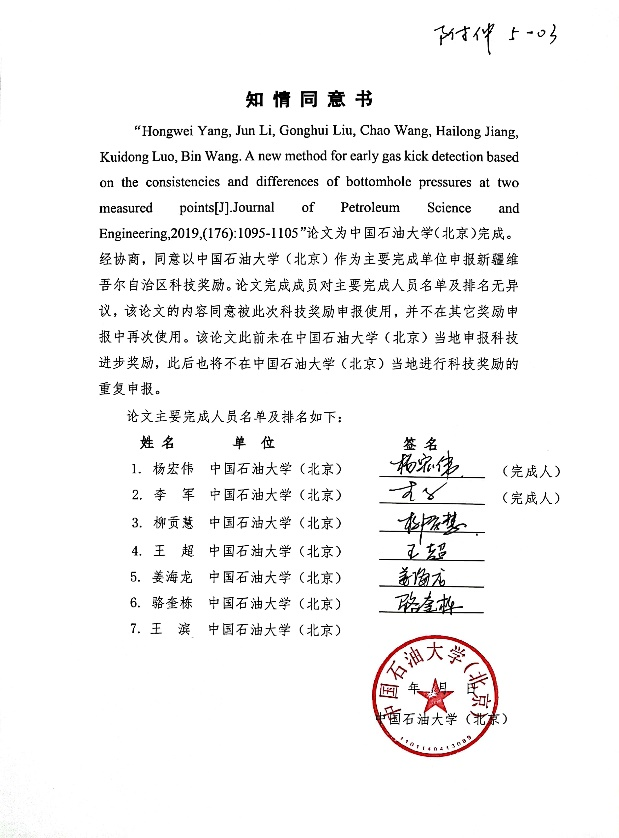 附件 5-03
知情同意书
“Hongwei Yang, Jun Li, Gonghui Liu, Chao Wang, Hailong Jiang,
Kuidong Luo, Bin Wang. A new method for early gas kick detection based
on the consistencies and differences of bottomhole pressures at two
measured points[J].Journal of Petroleum Science and
Engineering,2019,(176):1095-1105”论文为中国石油大学(北京)完成。
经协商，同意以中国石油大学（北京）作为主要完成单位申报新疆维
吾尔自治区科技奖励。论文完成成员对主要完成人员名单及排名无异
议，该论文的内容同意被此次科技奖励申报使用，并不在其它奖励申
报中再次使用。该论文此前未在中国石油大学（北京）当地申报科技
进步奖励，此后也将不在中国石油大学（北京）当地进行科技奖励的
重复申报。
论文主要完成人员名单及排名如下：
姓名 单位 签名
1. 杨宏伟 中国石油大学（北京） 杨宏伟 （完成人）
2. 李 军 中国石油大学（北京） （完成人）
3. 柳贡慧 中国石油大学（北京） 柳贡慧
4. 王 超 中国石油大学（北京） 王超
5. 姜海龙 中国石油大学（北京） 姜海龙
6. 骆奎栋 中国石油大学（北京） 骆奎栋
7. 王 滨 中国石油大学（北京）
中国石油大学(北京)
年 月 日
中国石油大学（北京）
1101140413089